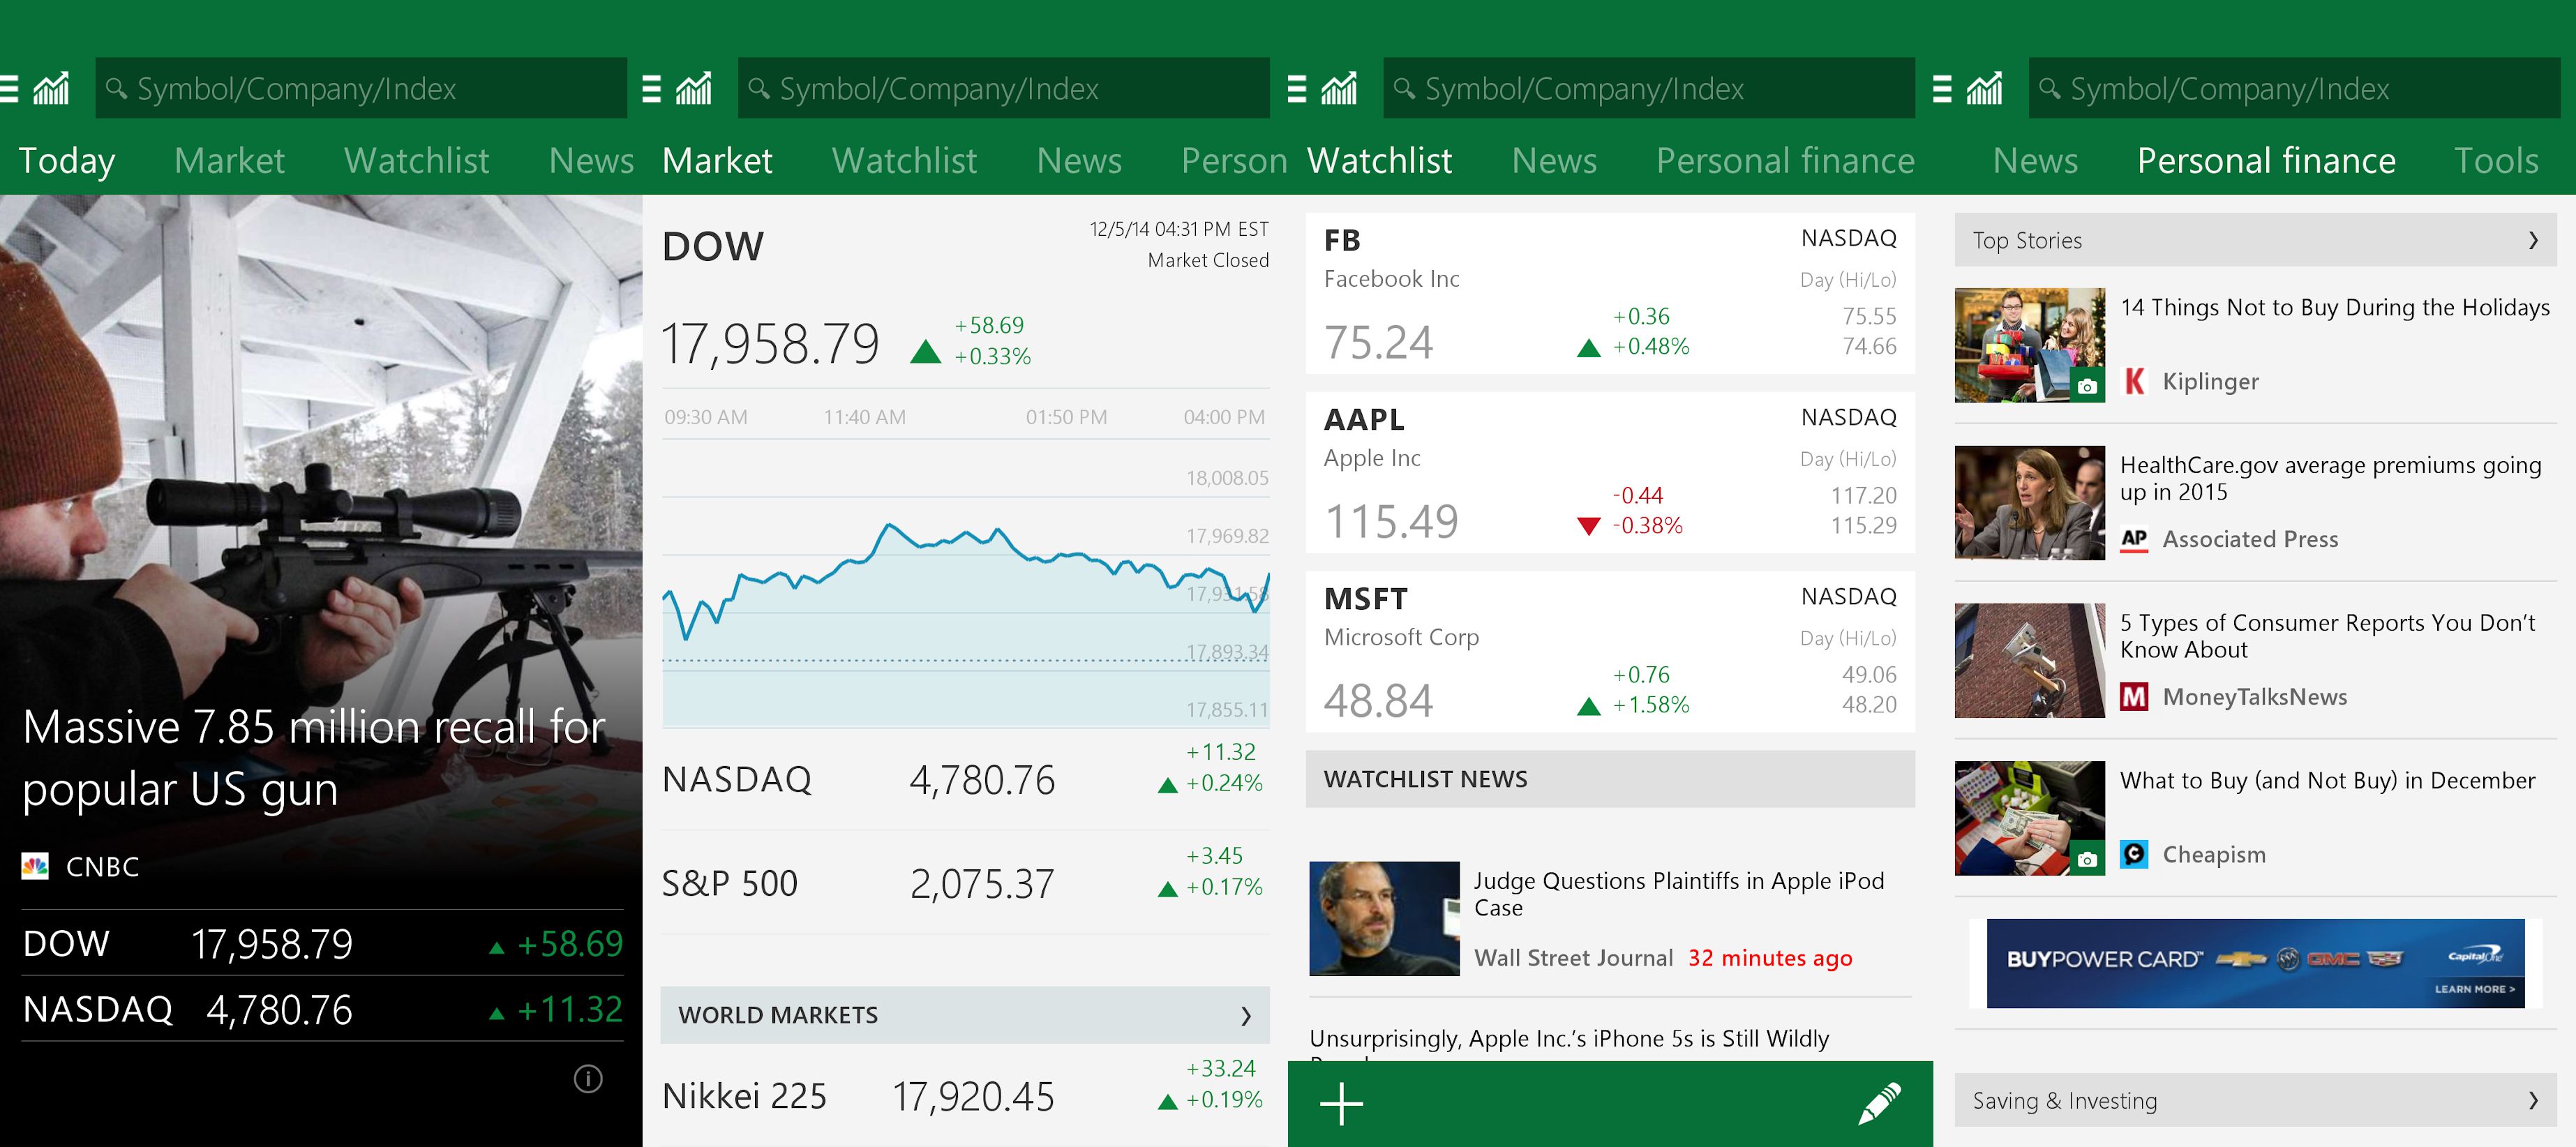 Symbol/Company/Index
Today Market Watchlist News
Massive 7.85 million recall for
popular US gun
CNBC
DOW 17,958.79 +58.69
NASDAQ 4,780.76 +11.32
Symbol/Company/Index
Market Watchlist News Person
DOW
12/5/14 04:31 PM EST
Market Closed
17,958.79
+58.69
+0.33%
09:30 AM 11:40 AM 01:50 PM 04:00 PM
18,008.05
17,969.82
17,931.58
17,893.34
17,855.11
NASDAQ 4,780.76
+11.32
+0.24%
S&P 500 2,075.37
+3.45
+0.17%
WORLD MARKETS
Nikkei 225 17,920.45
+33.24
+0.19%
Symbol/Company/Index
Watchlist News Personal finance
FB NASDAQ
Facebook Inc Day (Hi/Lo)
75.24
+0.36 75.55
+0.48% 74.66
AAPL NASDAQ
Apple Inc Day (Hi/Lo)
115.49
-0.44 117.20
-0.38% 115.29
MSFT NASDAQ
Microsoft Corp Day (Hi/Lo)
48.84
+0.76 49.06
+1.58% 48.20
WATCHLIST NEWS
Judge Questions Plaintiffs in Apple iPod
Case
Wall Street Journal 32 minutes ago
Unsurprisingly, Apple Inc.'s iPhone 5s is Still Wildly
Symbol/Company/Index
News Personal finance Tools
Top Stories
14 Things Not to Buy During the Holidays
K Kiplinger
HealthCare.gov average premiums going
up in 2015
AP Associated Press
5 Types of Consumer Reports You Don't
Know About
M MoneyTalksNews
What to Buy (and Not Buy) in December
Cheapism
BUYPOWER CARD™ GMC Capital One
LEARN MORE >
Saving & Investing